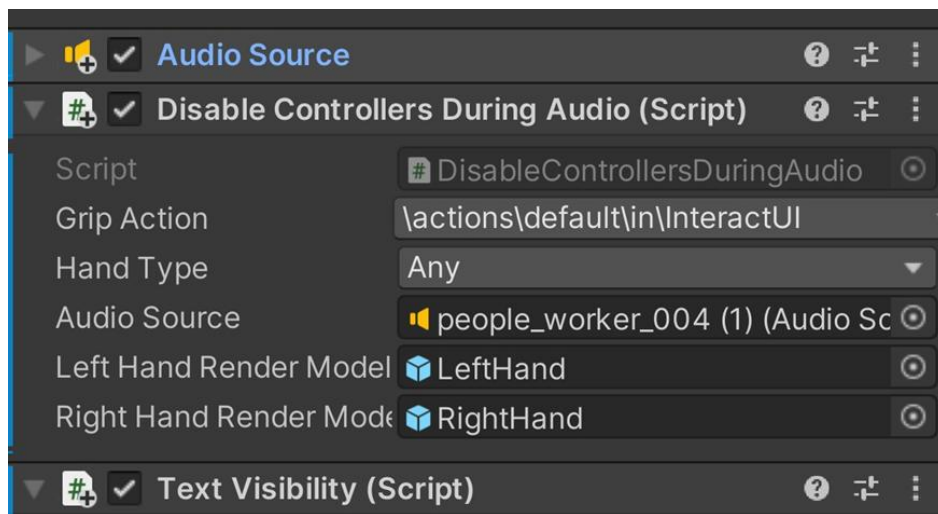 Audio Source
Disable Controllers During Audio (Script)
Script # DisableControllersDuringAudio
Grip Action \actions\default\in\InteractUI
Hand Type Any
Audio Source people_worker_004 (1) (Audio Sc
Left Hand Render Model LeftHand
Right Hand Render Mode RightHand
# Text Visibility (Script)